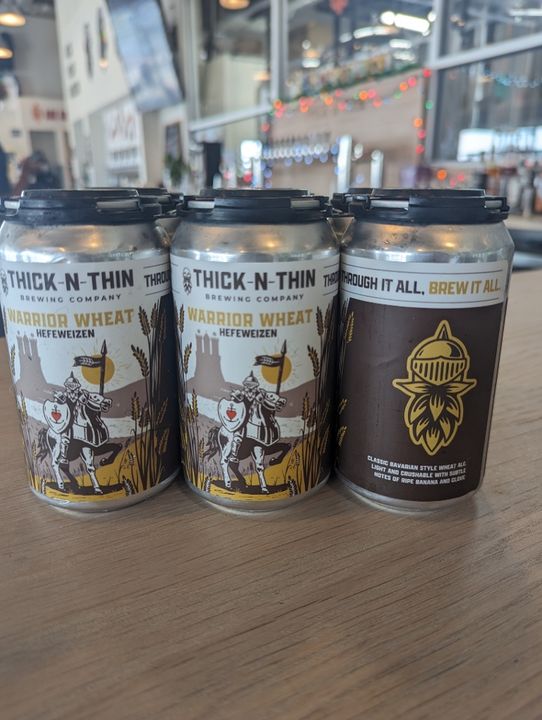 THICK-N-THIN
BREWING COMPANY
WARRIOR WHEAT
HEFEWEIZEN
THICK-N-THIN
BREWING COMPANY
WARRIOR WHEAT
HEFEWEIZEN
THROUGH IT ALL, BREW IT ALL.
CLASSIC BAVARIAN STYLE WHEAT ALE.
LIGHT AND CRUSHABLE WITH SUBTLE
NOTES OF RIPE BANANA AND CLOVE